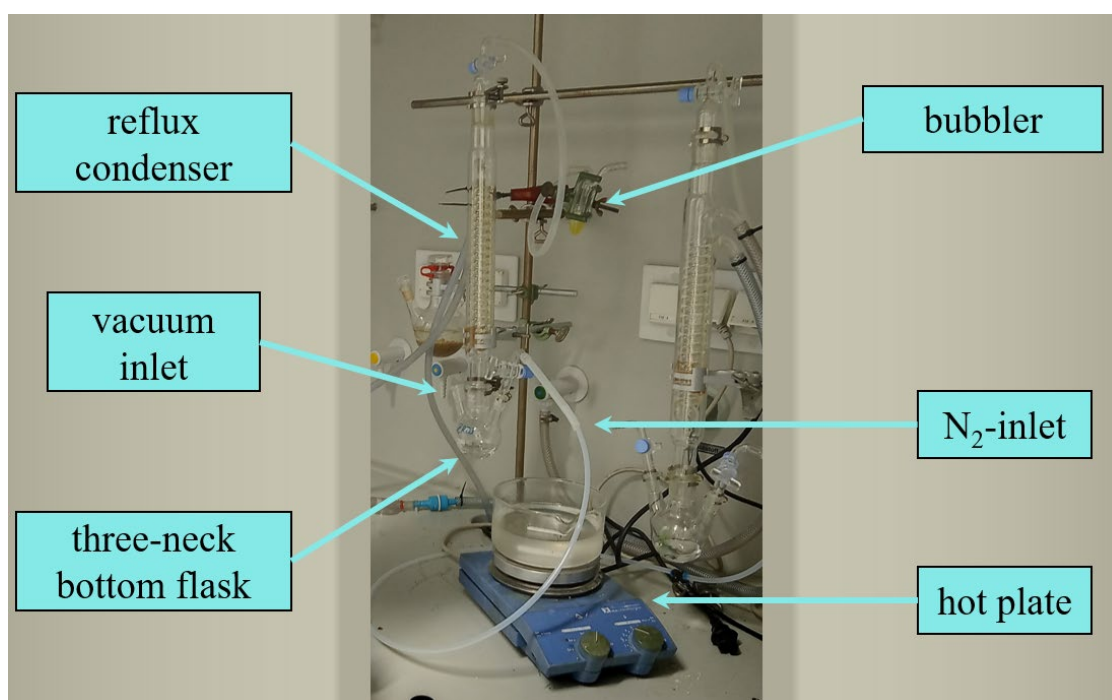 reflux
condenser
bubbler
vacuum
inlet
N₂-inlet
three-neck
bottom flask
hot plate